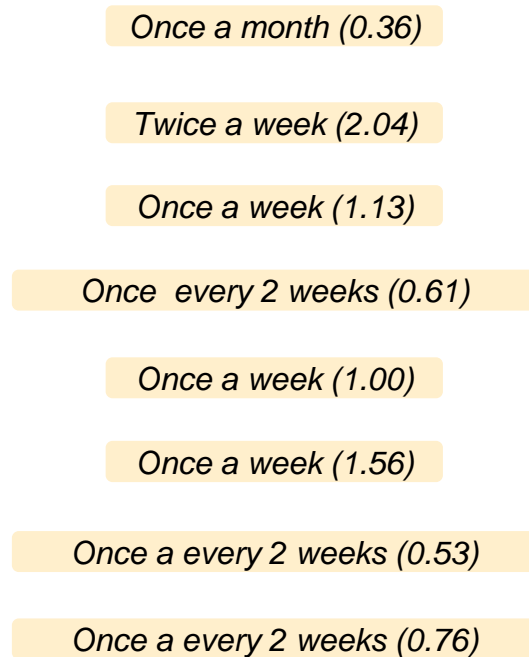 Once a month (0.36)
Twice a week (2.04)
Once a week (1.13)
Once every 2 weeks (0.61)
Once a week (1.00)
Once a week (1.56)
Once a every 2 weeks (0.53)
Once a every 2 weeks (0.76)